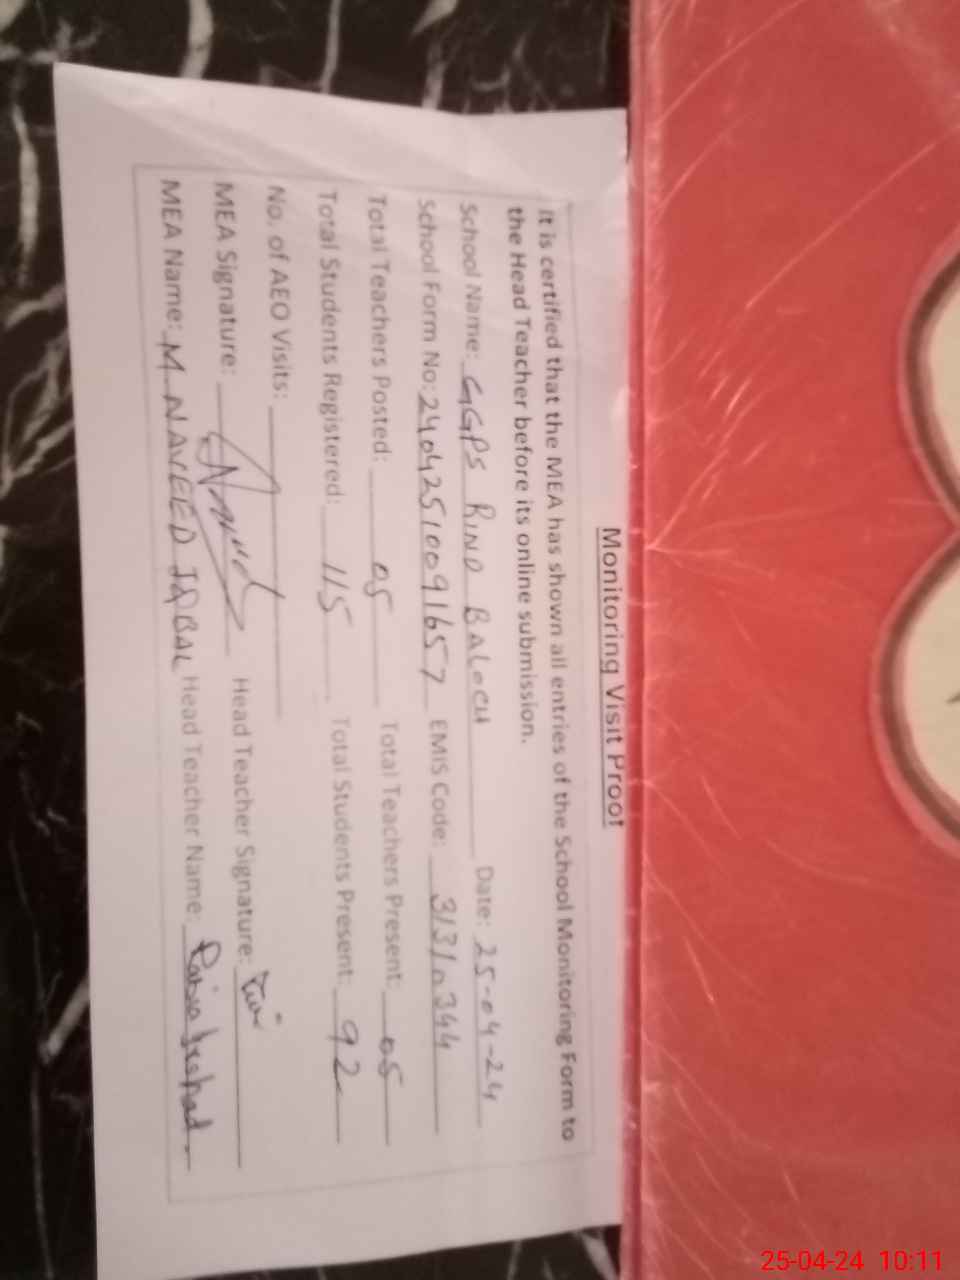 Monitoring Visit Proof
It is certified that the MEA has shown all entries of the School Monitoring Form to
the Head Teacher before its online submission.
School Name: GGPS RIND BALOCH Date: 25-04-24
School Form No: 24042510091657 EMIS Code: 31310344
Total Teachers Posted: 05 Total Teachers Present: 05
Total Students Registered: 115 Total Students Present: 92
No. of AEO Visits:
MEA Signature: Head Teacher Signature:
MEA Name: M NAVEED IQBAL Head Teacher Name: Rabia Arshad
25-04-24 10:11